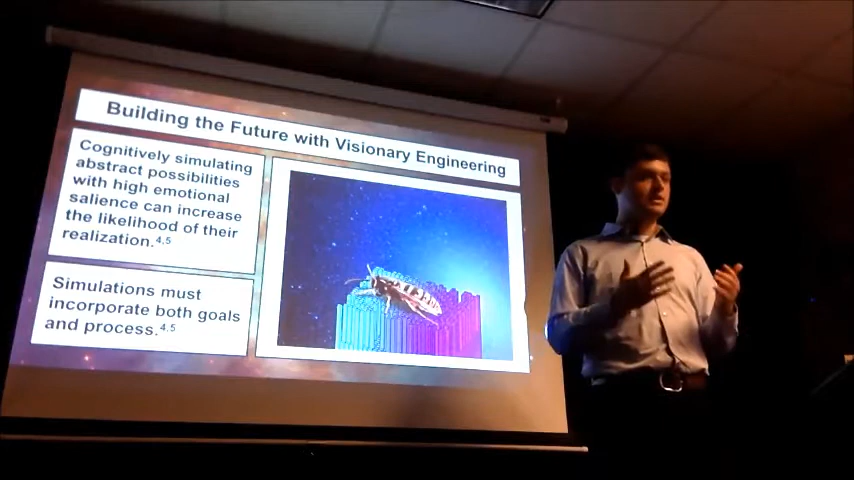 Building the Future with Visionary Engineering
Cognitively simulating
abstract possibilities
with high emotional
salience can increase
the likelihood of their
realization.4,5
Simulations must
incorporate both goals
and process.4,5